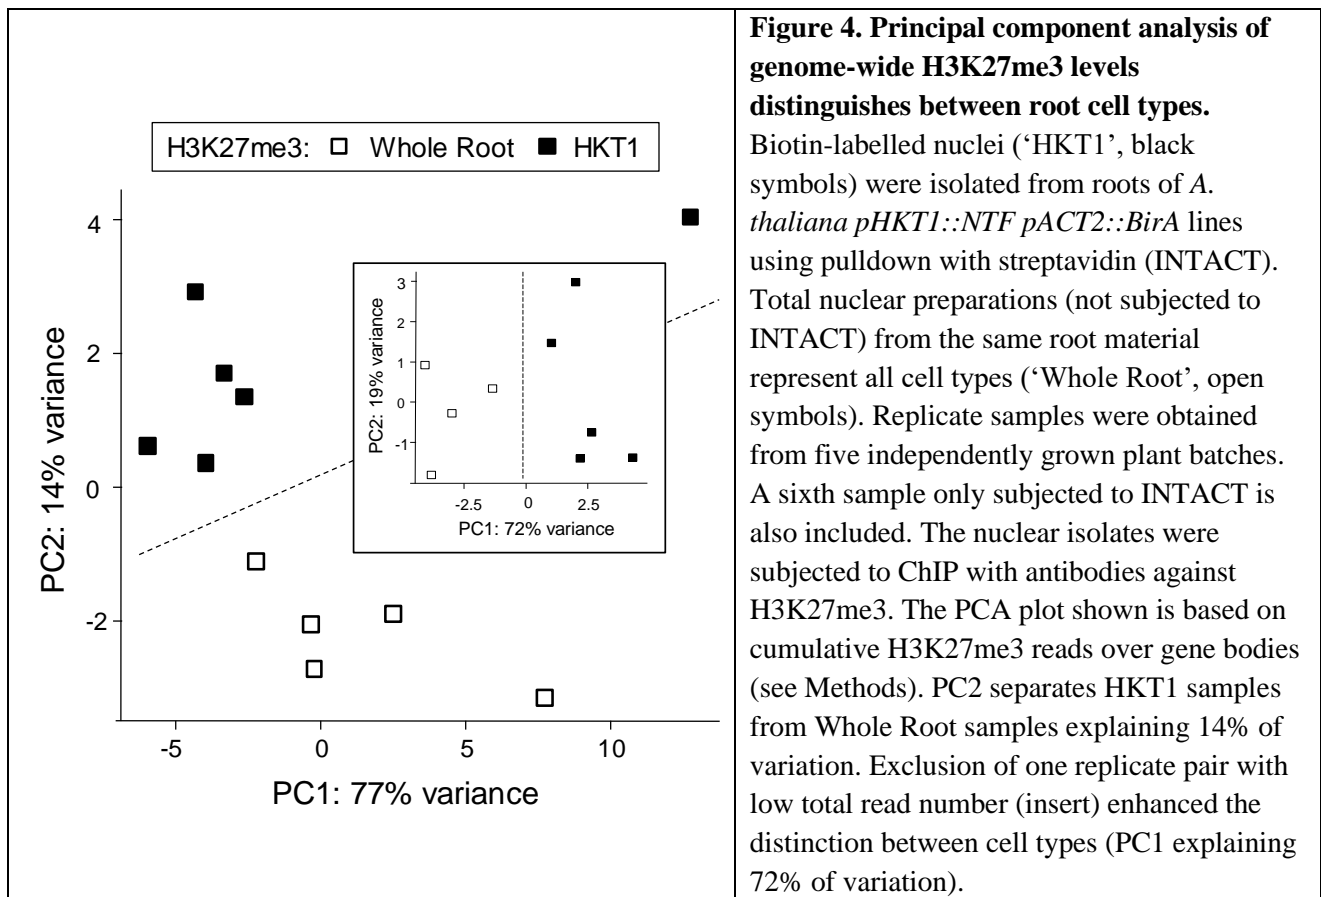 H3K27me3: Whole Root HKT1
4
2
0
-2
PC2: 14% variance
-5
0
5
10
PC1: 77% variance
3
2
1
0
-1
PC2: 19% variance
-2.5
0
2.5
PC1: 72% variance
Figure 4. Principal component analysis of
genome-wide H3K27me3 levels
distinguishes between root cell types.
Biotin-labelled nuclei (‘HKT1’, black
symbols) were isolated from roots of A.
thaliana pHKT1::NTF pACT2::BirA lines
using pulldown with streptavidin (INTACT).
Total nuclear preparations (not subjected to
INTACT) from the same root material
represent all cell types (‘Whole Root’, open
symbols). Replicate samples were obtained
from five independently grown plant batches.
A sixth sample only subjected to INTACT is
also included. The nuclear isolates were
subjected to ChIP with antibodies against
H3K27me3. The PCA plot shown is based on
cumulative H3K27me3 reads over gene bodies
(see Methods). PC2 separates HKT1 samples
from Whole Root samples explaining 14% of
variation. Exclusion of one replicate pair with
low total read number (insert) enhanced the
distinction between cell types (PC1 explaining
72% of variation).